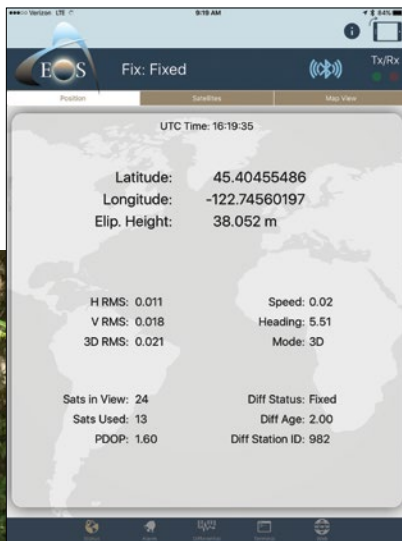 Verizon LTE
9:19 AM
84%
EOS
Fix: Fixed
Tx/Rx
Position
Satellites
Map View
UTC Time: 16:19:35
Latitude: 45.40455486
Longitude: -122.74560197
Elip. Height: 38.052 m
H RMS: 0.011
Speed: 0.02
V RMS: 0.018
Heading: 5.51
3D RMS: 0.021
Mode: 3D
Sats in View: 24
Diff Status: Fixed
Sats Used: 13
Diff Age: 2.00
PDOP: 1.60
Diff Station ID: 982